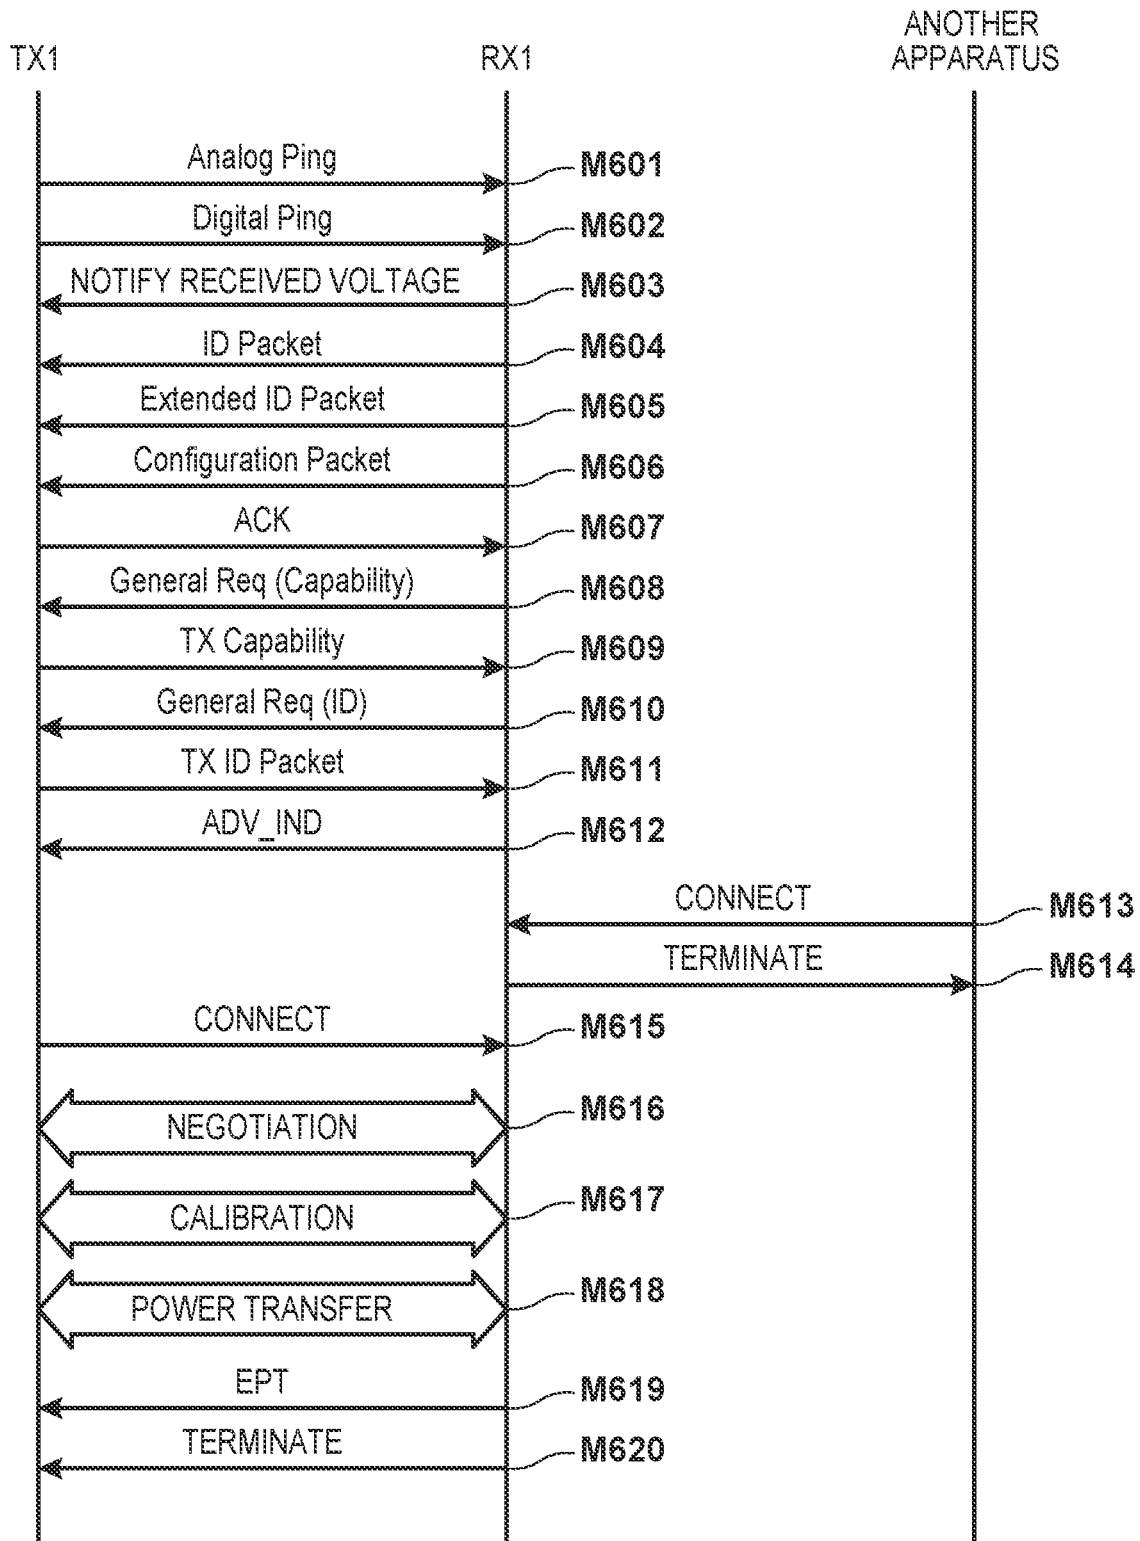 TX1
RX1
ANOTHER
APPARATUS
Analog Ping
M601
Digital Ping
M602
NOTIFY RECEIVED VOLTAGE
M603
ID Packet
M604
Extended ID Packet
M605
Configuration Packet
M606
ACK
M607
General Req (Capability)
M608
TX Capability
M609
General Req (ID)
M610
TX ID Packet
M611
ADV_IND
M612
CONNECT
M613
TERMINATE
M614
CONNECT
M615
NEGOTIATION
M616
CALIBRATION
M617
POWER TRANSFER
M618
EPT
M619
TERMINATE
M620